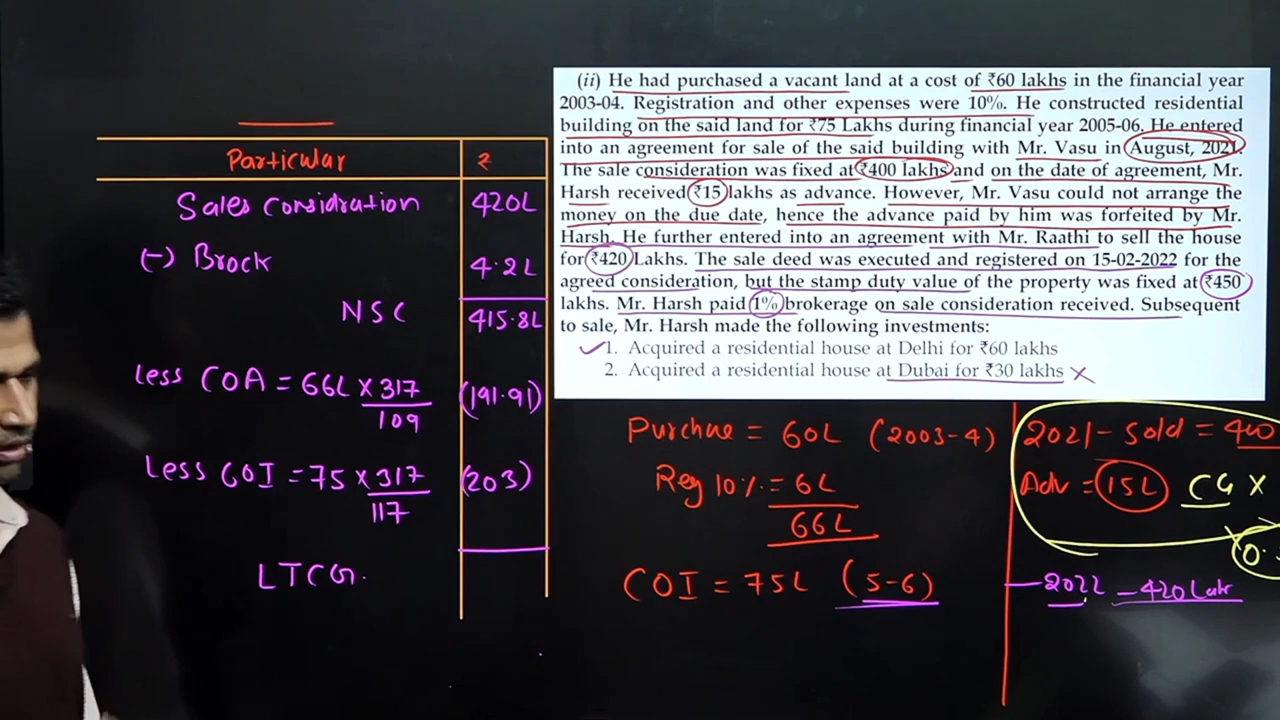 (ii) He had purchased a vacant land at a cost of ₹60 lakhs in the financial year
2003-04. Registration and other expenses were 10%. He constructed residential
building on the said land for ₹75 Lakhs during financial year 2005-06. He entered
into an agreement for sale of the said building with Mr. Vasu in August, 2021.
The sale consideration was fixed at ₹400 lakhs and on the date of agreement, Mr.
Harsh received ₹15 lakhs as advance. However, Mr. Vasu could not arrange the
money on the due date, hence the advance paid by him was forfeited by Mr.
Harsh. He further entered into an agreement with Mr. Raathi to sell the house
for ₹420 Lakhs. The sale deed was executed and registered on 15-02-2022 for the
agreed consideration, but the stamp duty value of the property was fixed at ₹450
lakhs. Mr. Harsh paid 1% brokerage on sale consideration received. Subsequent
to sale, Mr. Harsh made the following investments:
1. Acquired a residential house at Delhi for ₹60 lakhs
2. Acquired a residential house at Dubai for ₹30 lakhs ×
Particular ₹
Sales Considration 420L
(-) Brock 4.2L
NSC 415.8L
Less COA = 66L × 317/109 (191.91)
Less COI = 75 × 317/117 (203)
LTCG.
Purchae = 60L (2003-4)
Reg 10% = 6L
66L
COI = 75L (5-6)
2021 - Sold = 400
Adv = 15L CG ×
2022 - 420 Lakr